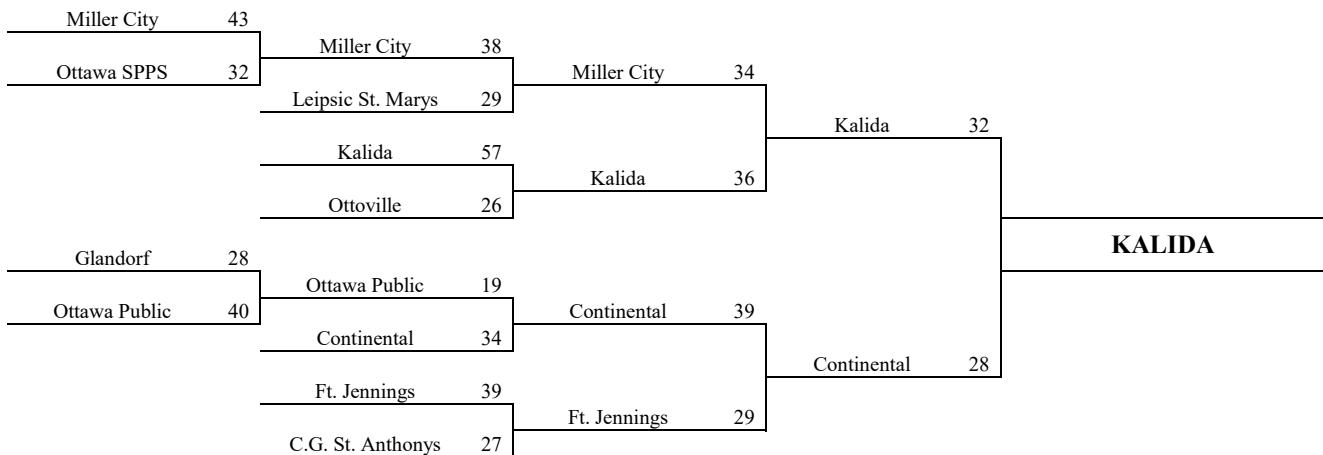 Miller City 43
Miller City 38
Ottawa SPPS 32
Miller City 34
Leipsic St. Marys 29
Kalida 32
Kalida 57
Kalida 36
Ottoville 26
KALIDA
Glandorf 28
Ottawa Public 19
Ottawa Public 40
Continental 39
Continental 34
Continental 28
Ft. Jennings 39
Ft. Jennings 29
C.G. St. Anthonys 27